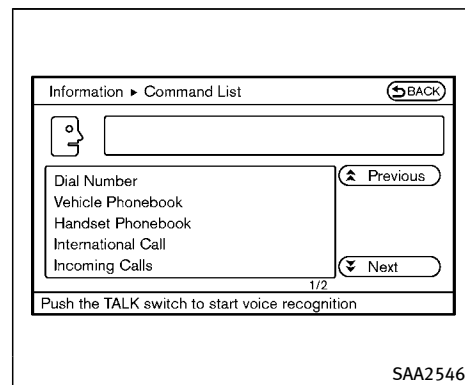 Information ▸ Command List BACK
Dial Number
Previous
Vehicle Phonebook
Handset Phonebook
International Call
Incoming Calls
Next
1/2
Push the TALK switch to start voice recognition
SAA2546